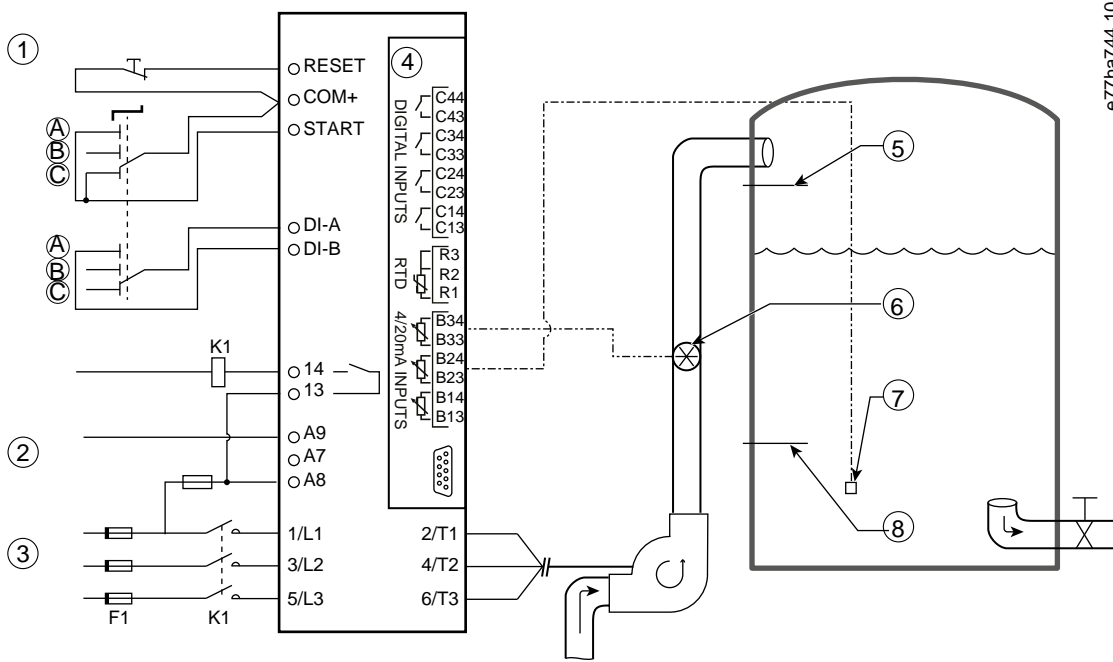 1
A
B
C
A
B
C
K1
2
3
F1
K1
RESET
COM+
START
DI-A
DI-B
14
13
A9
A7
A8
1/L1
3/L2
5/L3
4
DIGITAL INPUTS
C44
C43
C34
C33
C24
C23
C14
C13
RTD
R3
R2
R1
4/20mA INPUTS
B34
B33
B24
B23
B14
B13
2/T1
4/T2
6/T3
5
6
7
8
e77ha744.10